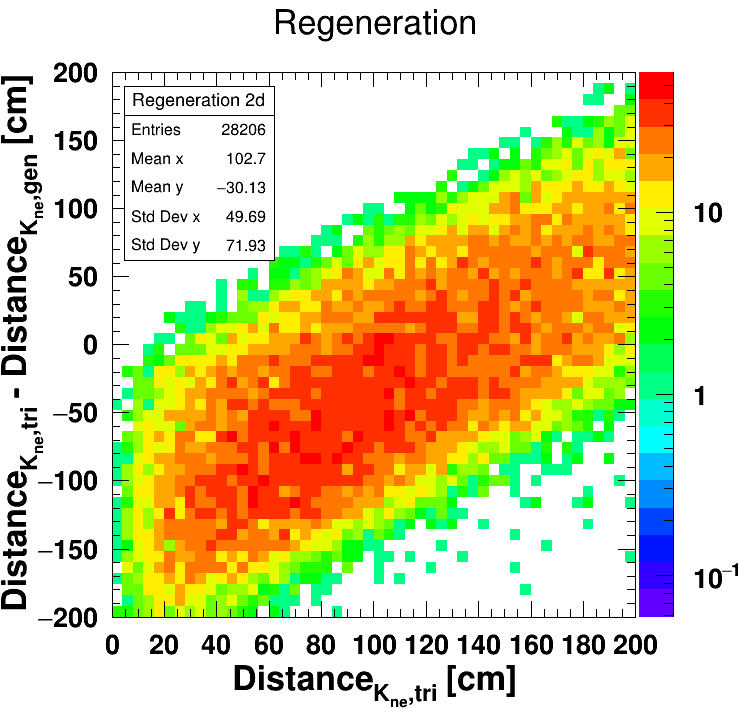 Regeneration
Distance_{K_{ne},tri} - Distance_{K_{ne},gen} [cm]
200
150
100
50
0
−50
−100
−150
−200
Regeneration 2d
Entries 28206
Mean x 102.7
Mean y −30.13
Std Dev x 49.69
Std Dev y 71.93
10
1
10^{−1}
0 20 40 60 80 100 120 140 160 180 200
Distance_{K_{ne},tri} [cm]